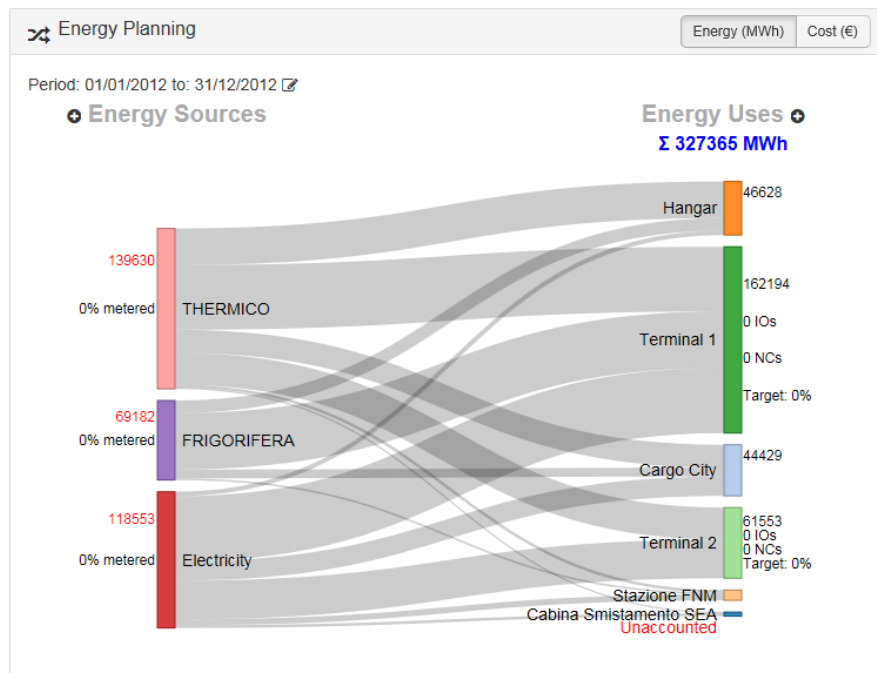 Energy Planning
Energy (MWh) Cost (€)
Period: 01/01/2012 to: 31/12/2012
Energy Sources
Energy Uses
Σ 327365 MWh
139630
0% metered
THERMICO
69182
0% metered
FRIGORIFERA
118553
0% metered
Electricity
Hangar
46628
Terminal 1
162194
0 IOs
0 NCs
Target: 0%
Cargo City
44429
Terminal 2
61553
0 IOs
0 NCs
Target: 0%
Stazione FNM
Cabina Smistamento SEA
Unaccounted